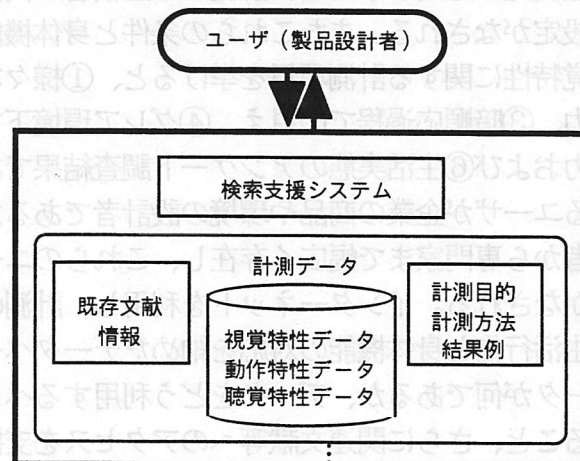 ユーザ（製品設計者）
検索支援システム
計測データ
既存文献
情報
視覚特性データ
動作特性データ
聴覚特性データ
計測目的
計測方法
結果例